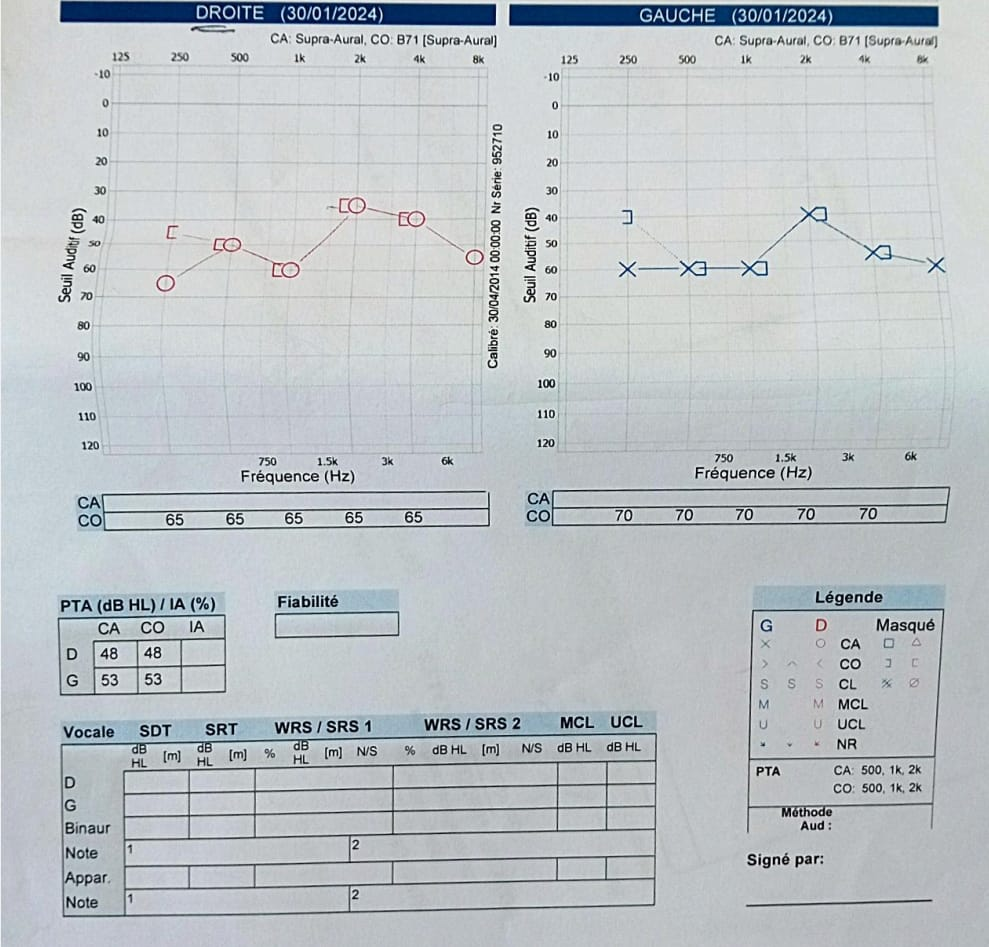 DROITE (30/01/2024)
CA: Supra-Aural, CO: B71 [Supra-Aural]
125 250 500 1k 2k 4k 8k
-10
0
10
20
30
40
50
60
70
80
90
100
110
120
Seuil Auditif (dB)
750 1.5k 3k 6k
Fréquence (Hz)
CA
CO 65 65 65 65 65
Calibré: 30/04/2014 00:00:00 Nr Série: 952710
GAUCHE (30/01/2024)
CA: Supra-Aural, CO: B71 [Supra-Aural]
125 250 500 1k 2k 4k 8k
-10
0
10
20
30
40
50
60
70
80
90
100
110
120
Seuil Auditif (dB)
750 1.5k 3k 6k
Fréquence (Hz)
CA
CO 70 70 70 70 70
PTA (dB HL) / IA (%)
CA CO IA
D 48 48
G 53 53
Fiabilité
Légende
G D Masqué
CA
CO
S S S CL
M M MCL
U U UCL
NR
PTA CA: 500, 1k, 2k
CO: 500, 1k, 2k
Méthode
Aud :
Signé par:
Vocale SDT SRT WRS / SRS 1 WRS / SRS 2 MCL UCL
dB HL [m] dB HL [m] % dB HL [m] N/S % dB HL [m] N/S dB HL dB HL
D
G
Binaur
Note 1 2
Appar.
Note 1 2